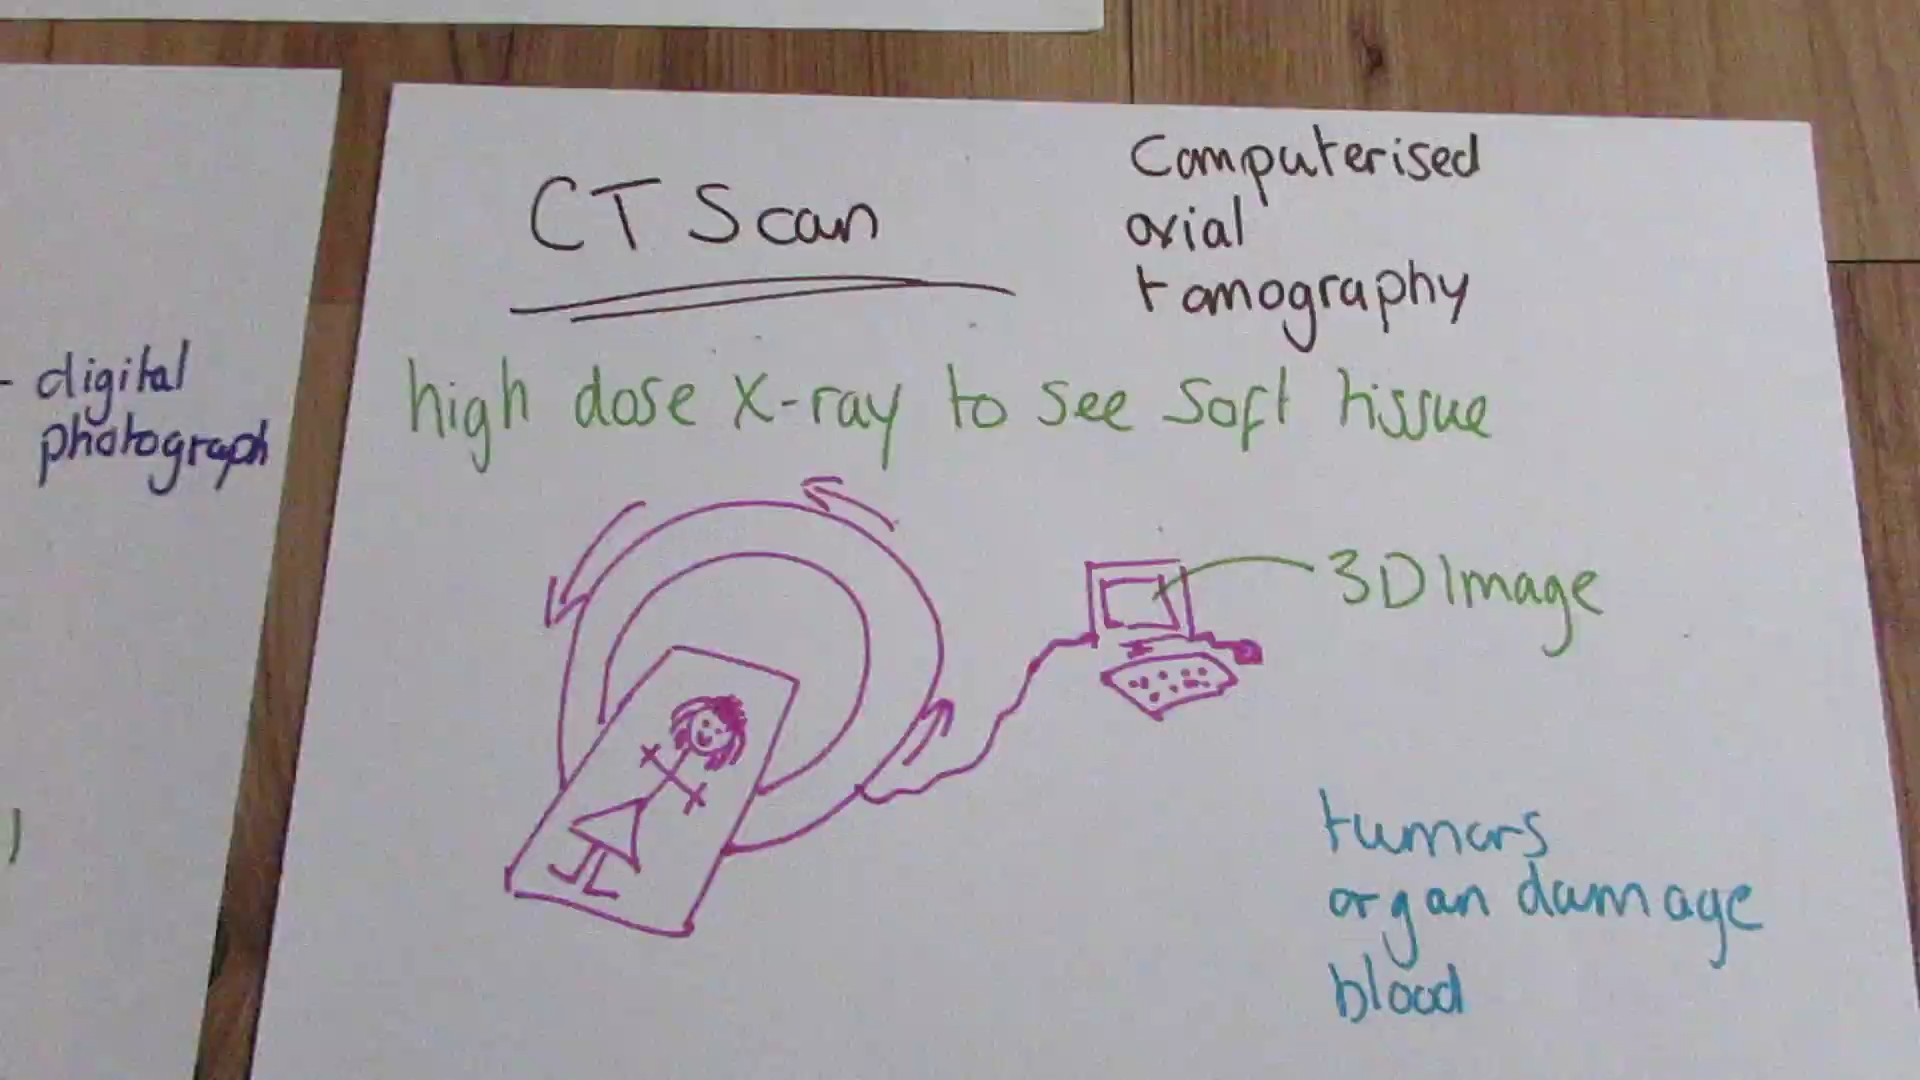 - digital
photograph
CT Scan
Computerised
axial
tomography
high dose X-ray to see soft tissue
3D Image
tumors
organ damage
blood